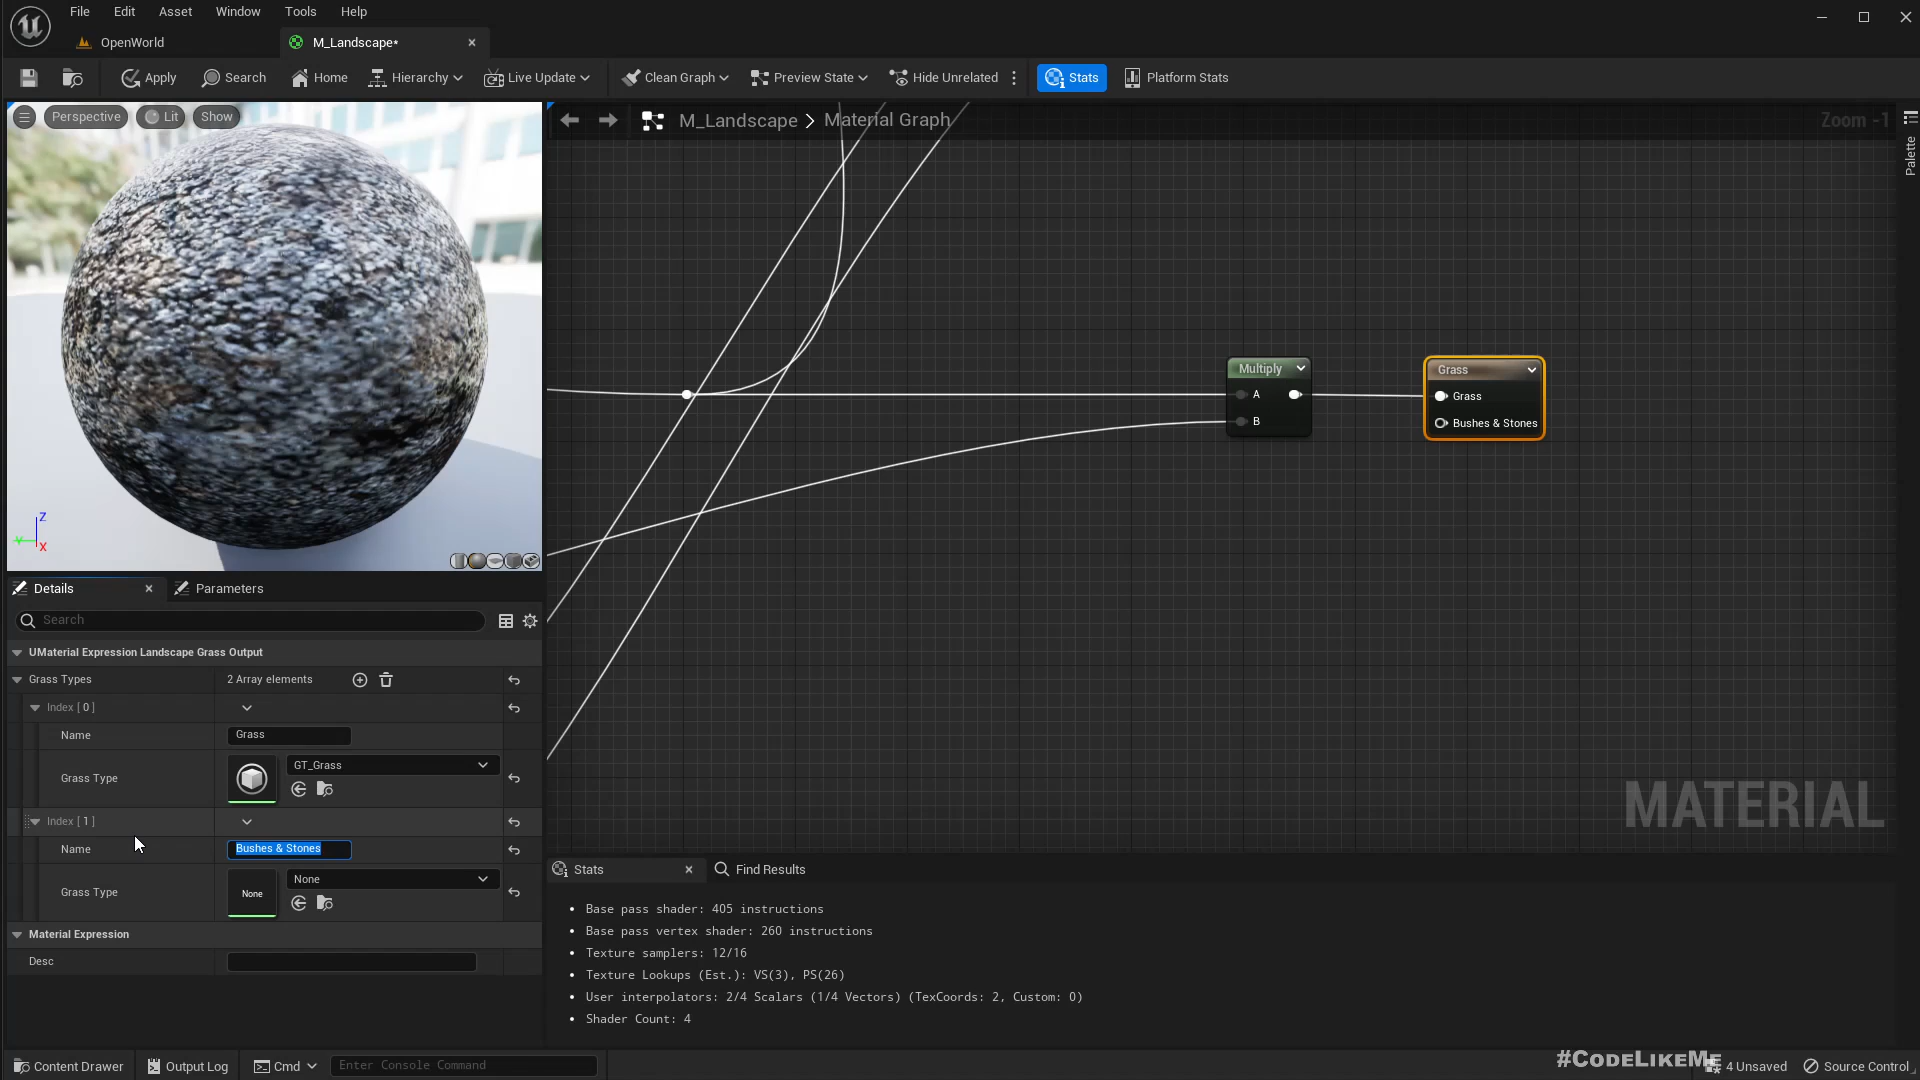 File Edit Asset Window Tools Help
OpenWorld M_Landscape*
Apply Search Home Hierarchy Live Update Clean Graph Preview State Hide Unrelated Stats Platform Stats
Perspective Lit Show
M_Landscape > Material Graph
Zoom -1
Palette
Z
Y
X
Multiply
A
B
Grass
Grass
Bushes & Stones
MATERIAL
Details Parameters
Search
UMaterial Expression Landscape Grass Output
Grass Types 2 Array elements
Index [ 0 ]
Name Grass
Grass Type GT_Grass
Index [ 1 ]
Name Bushes & Stones
Grass Type None None
Material Expression
Desc
Stats Find Results
• Base pass shader: 405 instructions
• Base pass vertex shader: 260 instructions
• Texture samplers: 12/16
• Texture Lookups (Est.): VS(3), PS(26)
• User interpolators: 2/4 Scalars (1/4 Vectors) (TexCoords: 2, Custom: 0)
• Shader Count: 4
Content Drawer Output Log Cmd Enter Console Command
#CodeLikeMe
4 Unsaved Source Control